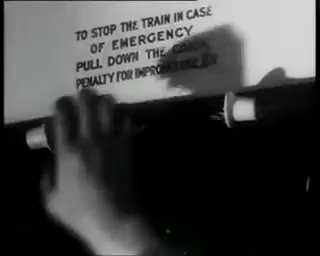 TO STOP THE TRAIN IN CASE
OF EMERGENCY
PULL DOWN THE
PENALTY FOR